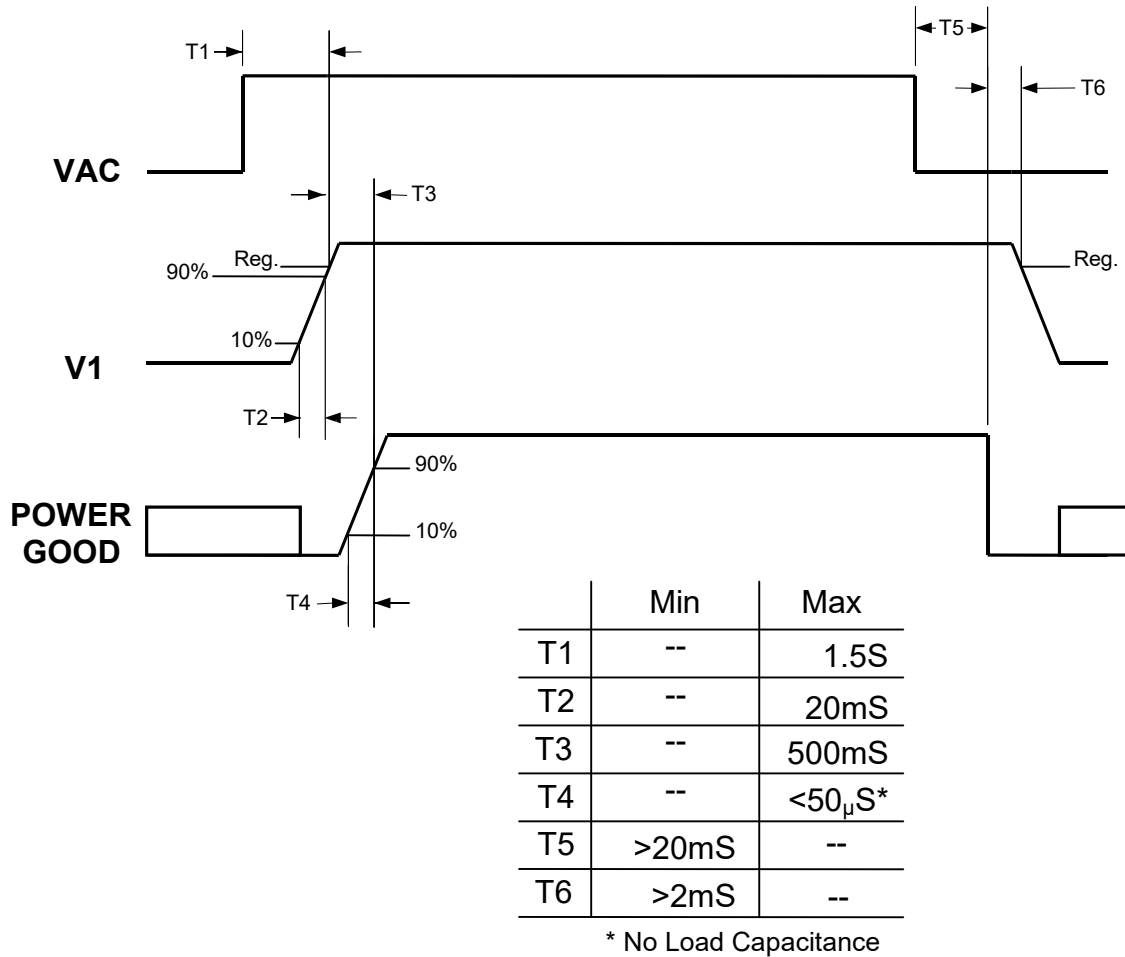 T1
T5
T6
VAC
T3
Reg.
90%
Reg.
10%
V1
T2
90%
POWER
GOOD
10%
T4
Min Max
T1 -- 1.5S
T2 -- 20mS
T3 -- 500mS
T4 -- <50µS*
T5 >20mS --
T6 >2mS --
* No Load Capacitance